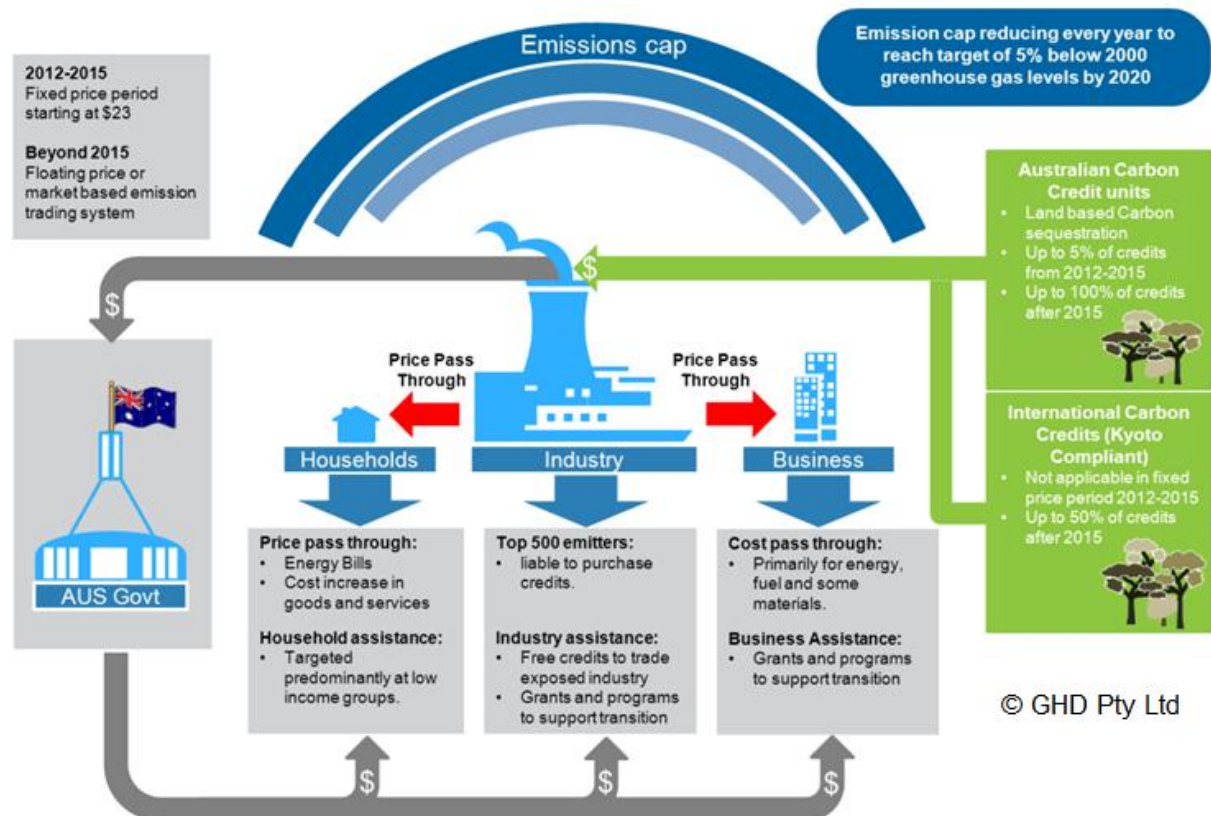 Emissions cap
Emission cap reducing every year to
reach target of 5% below 2000
greenhouse gas levels by 2020
2012-2015
Fixed price period
starting at $23
Beyond 2015
Floating price or
market based emission
trading system
Australian Carbon
Credit units
• Land based Carbon
sequestration
• Up to 5% of credits
from 2012-2015
• Up to 100% of credits
after 2015
$
$
Price Pass
Through
Price Pass
Through
International Carbon
Credits (Kyoto
Compliant)
• Not applicable in fixed
price period 2012-2015
• Up to 50% of credits
after 2015
Households
Industry
Business
AUS Govt
Price pass through:
• Energy Bills
• Cost increase in
goods and services
Household assistance:
• Targeted
predominantly at low
income groups.
Top 500 emitters:
• liable to purchase
credits.
Industry assistance:
• Free credits to trade
exposed industry
• Grants and programs
to support transition
Cost pass through:
• Primarily for energy,
fuel and some
materials.
Business Assistance:
• Grants and programs
to support transition
© GHD Pty Ltd
$
$
$